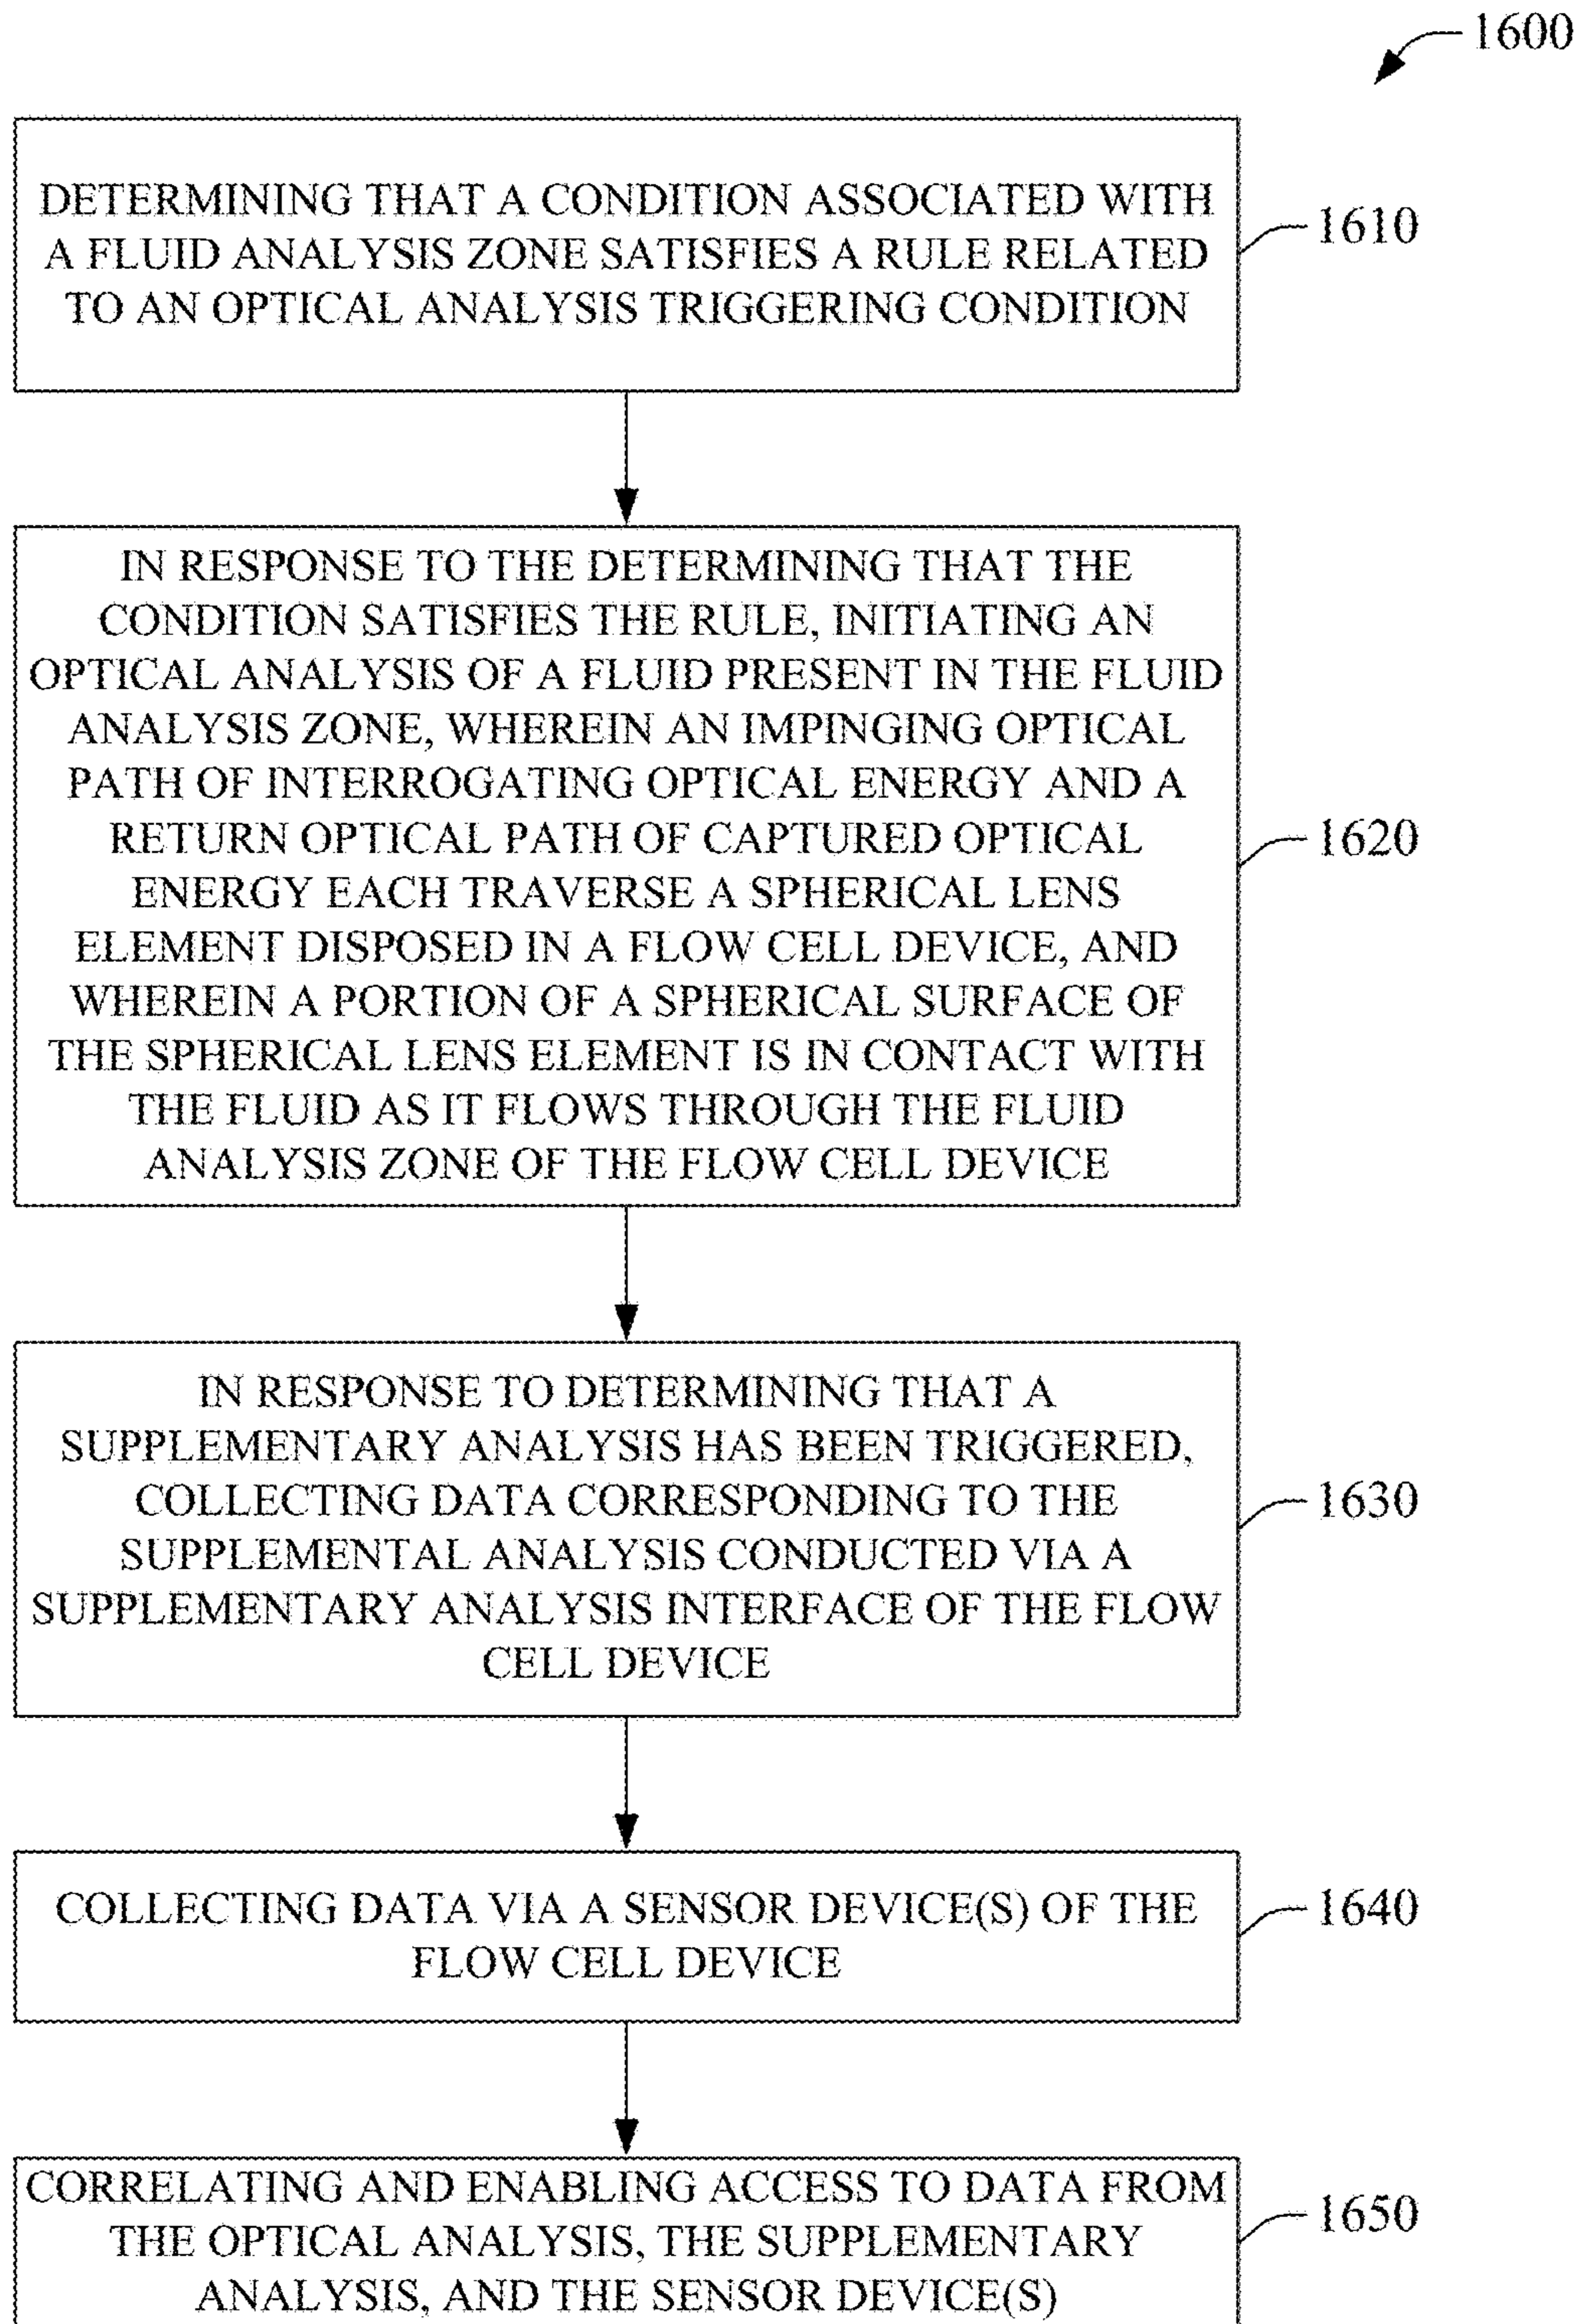 1600
DETERMINING THAT A CONDITION ASSOCIATED WITH
A FLUID ANALYSIS ZONE SATISFIES A RULE RELATED
TO AN OPTICAL ANALYSIS TRIGGERING CONDITION
1610
IN RESPONSE TO THE DETERMINING THAT THE
CONDITION SATISFIES THE RULE, INITIATING AN
OPTICAL ANALYSIS OF A FLUID PRESENT IN THE FLUID
ANALYSIS ZONE, WHEREIN AN IMPINGING OPTICAL
PATH OF INTERROGATING OPTICAL ENERGY AND A
RETURN OPTICAL PATH OF CAPTURED OPTICAL
ENERGY EACH TRAVERSE A SPHERICAL LENS
ELEMENT DISPOSED IN A FLOW CELL DEVICE, AND
WHEREIN A PORTION OF A SPHERICAL SURFACE OF
THE SPHERICAL LENS ELEMENT IS IN CONTACT WITH
THE FLUID AS IT FLOWS THROUGH THE FLUID
ANALYSIS ZONE OF THE FLOW CELL DEVICE
1620
IN RESPONSE TO DETERMINING THAT A
SUPPLEMENTARY ANALYSIS HAS BEEN TRIGGERED,
COLLECTING DATA CORRESPONDING TO THE
SUPPLEMENTAL ANALYSIS CONDUCTED VIA A
SUPPLEMENTARY ANALYSIS INTERFACE OF THE FLOW
CELL DEVICE
1630
COLLECTING DATA VIA A SENSOR DEVICE(S) OF THE
FLOW CELL DEVICE
1640
CORRELATING AND ENABLING ACCESS TO DATA FROM
THE OPTICAL ANALYSIS, THE SUPPLEMENTARY
ANALYSIS, AND THE SENSOR DEVICE(S)
1650